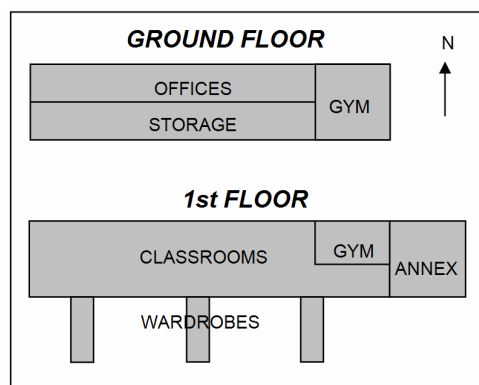 GROUND FLOOR
N
OFFICES
GYM
STORAGE
1st FLOOR
GYM
CLASSROOMS
ANNEX
WARDROBES